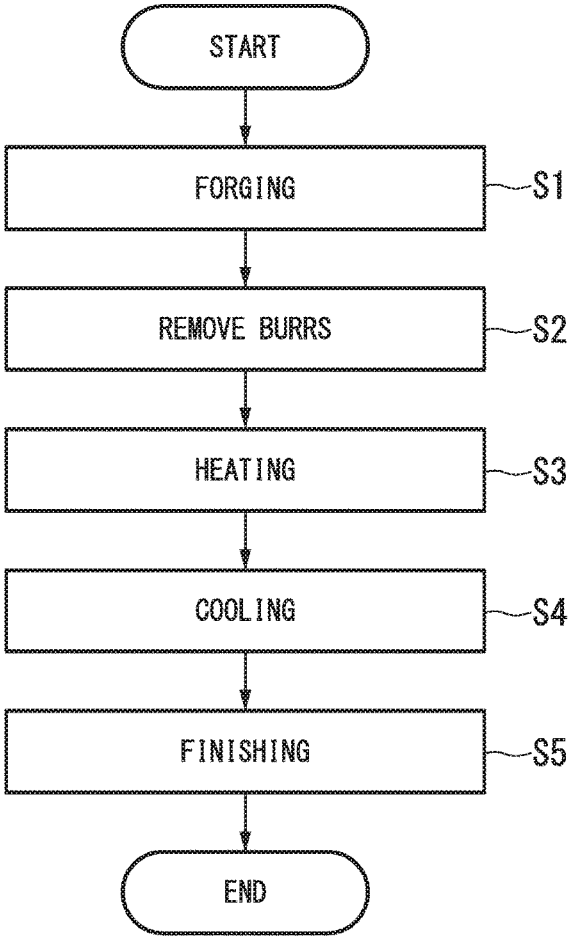 START
FORGING S1
REMOVE BURRS S2
HEATING S3
COOLING S4
FINISHING S5
END